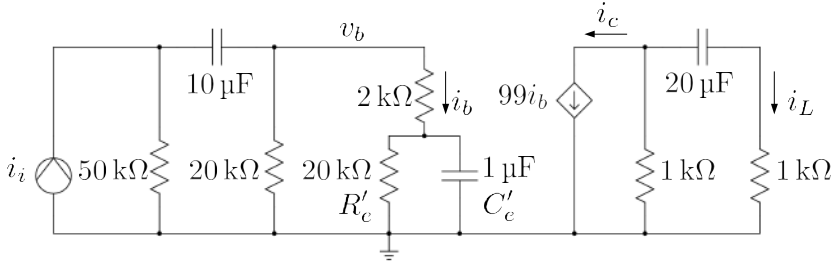 v_b
i_c
10 µF
2 kΩ
i_b
99i_b
20 µF
i_L
i_i
50 kΩ
20 kΩ
20 kΩ
R'_e
1 µF
C'_e
1 kΩ
1 kΩ